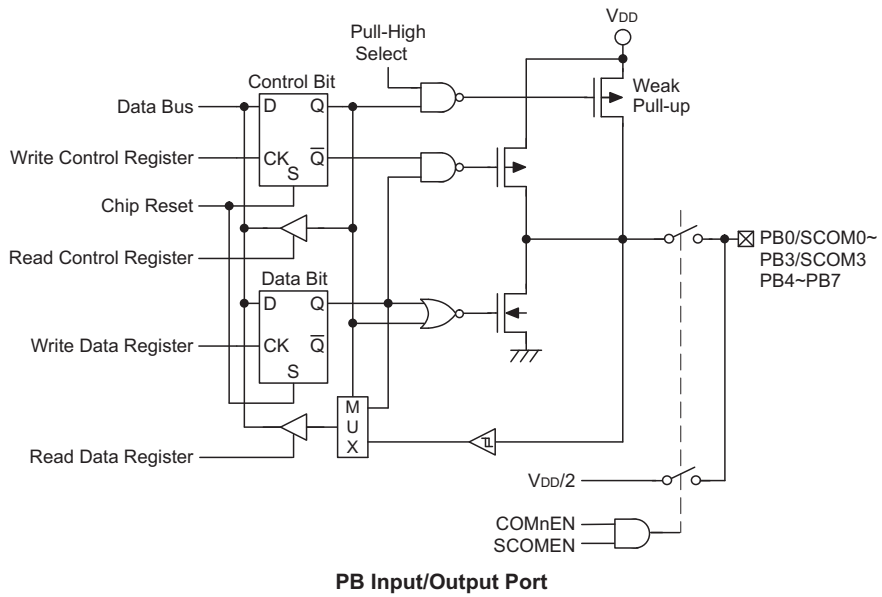 VDD
Pull-High
Select
Control Bit
Weak
Pull-up
Data Bus
D Q
Write Control Register
CK Q̅
S
Chip Reset
Read Control Register
PB0/SCOM0~
PB3/SCOM3
PB4~PB7
Data Bit
D Q
Write Data Register
CK Q̅
S
M
U
X
Read Data Register
VDD/2
COMnEN
SCOMEN
PB Input/Output Port